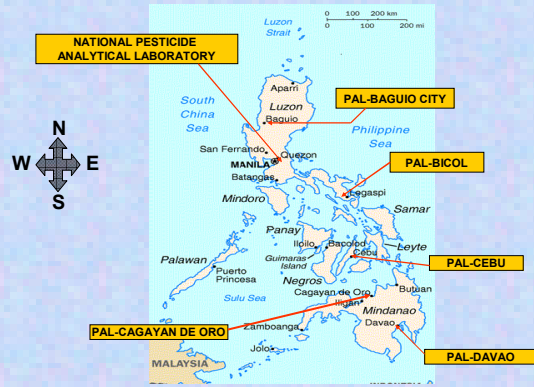 Luzon
Strait
0 100 200 km
0 100 200 mi
NATIONAL PESTICIDE
ANALYTICAL LABORATORY
Aparri
Luzon
PAL-BAGUIO CITY
South
China
Sea
Baguio
Philippine
Sea
N
W E
S
San Ferrando
Quezon
MANILA
Batangas
PAL-BICOL
Legaspi
Mindoro
Samar
Panay
Iloilo
Bacolod
Cebu
Leyte
Guimaras
Island
Palawan
Puerto
Princesa
Negros
PAL-CEBU
Sulu Sea
Cagayan de Oro
Butuan
Iligan
Mindanao
PAL-CAGAYAN DE ORO
Zamboanga
Davao
Jolo
PAL-DAVAO
MALAYSIA